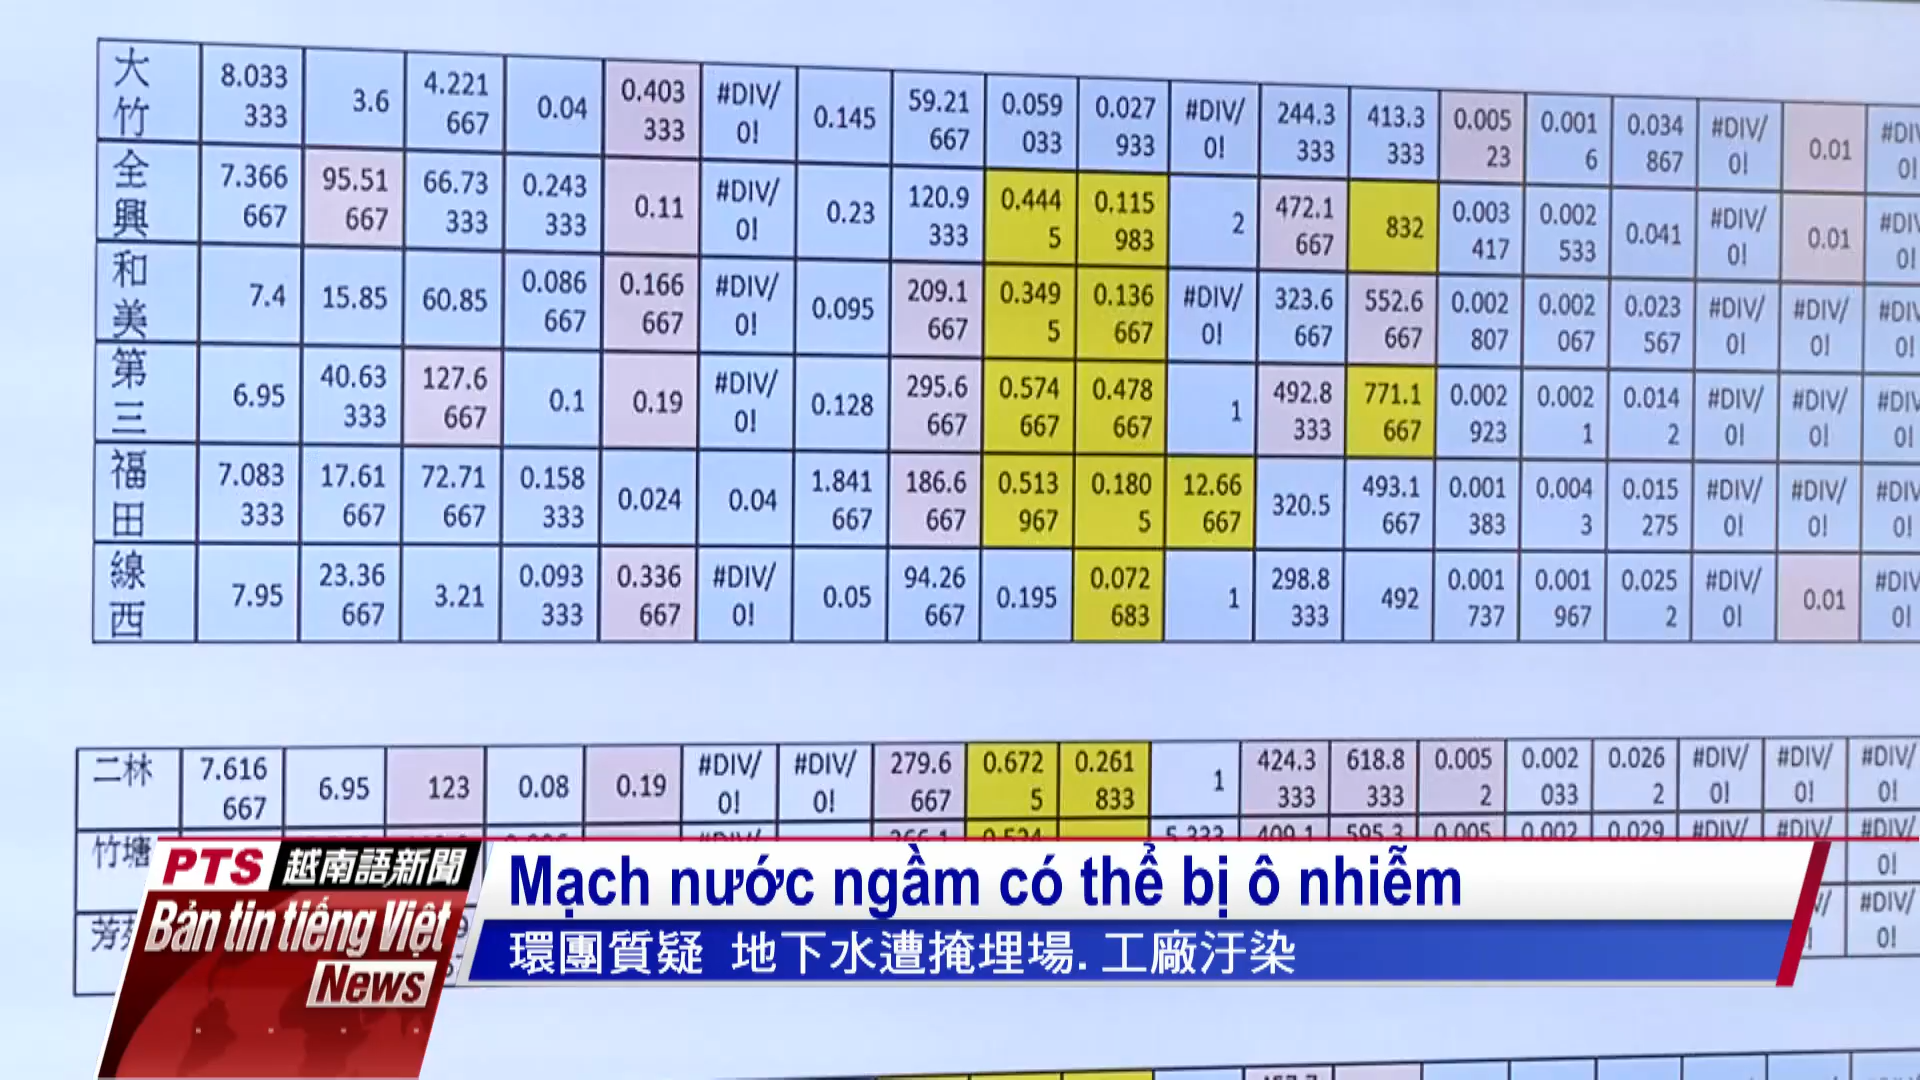 大竹 8.033333 3.6 4.221667 0.04 0.403333 #DIV/0! 0.145 59.21667 0.059033 0.027933 #DIV/0! 244.3333 413.3333 0.00523 0.0016 0.034867 #DIV/0! 0.01
全興 7.366667 95.51667 66.73333 0.243333 0.11 #DIV/0! 0.23 120.9333 0.4445 0.115983 2 472.1667 832 0.003417 0.002533 0.041 #DIV/0! 0.01
和美 7.4 15.85 60.85 0.086667 0.166667 #DIV/0! 0.095 209.1667 0.3495 0.136667 #DIV/0! 323.6667 552.6667 0.002807 0.002067 0.023567 #DIV/0! #DIV/0!
第三 6.95 40.63333 127.6667 0.1 0.19 #DIV/0! 0.128 295.6667 0.574667 0.478667 1 492.8333 771.1667 0.002923 0.0021 0.0142 #DIV/0! #DIV/0!
福田 7.083333 17.61667 72.71667 0.158333 0.024 0.04 1.841667 186.6667 0.513967 0.1805 12.66667 320.5 493.1667 0.001383 0.0043 0.015275 #DIV/0! #DIV/0!
線西 7.95 23.36667 3.21 0.093333 0.336667 #DIV/0! 0.05 94.26667 0.195 0.072683 1 298.8333 492 0.001737 0.001967 0.0252 #DIV/0! 0.01
二林 7.616667 6.95 123 0.08 0.19 #DIV/0! #DIV/0! 279.6667 0.6725 0.261833 1 424.3333 618.8333 0.0052 0.002033 0.0262 #DIV/0! #DIV/0! #DIV/0!
竹塘
PTS 越南語新聞
Bản tin tiếng Việt
News
Mạch nước ngầm có thể bị ô nhiễm
環團質疑 地下水遭掩埋場.工廠汙染